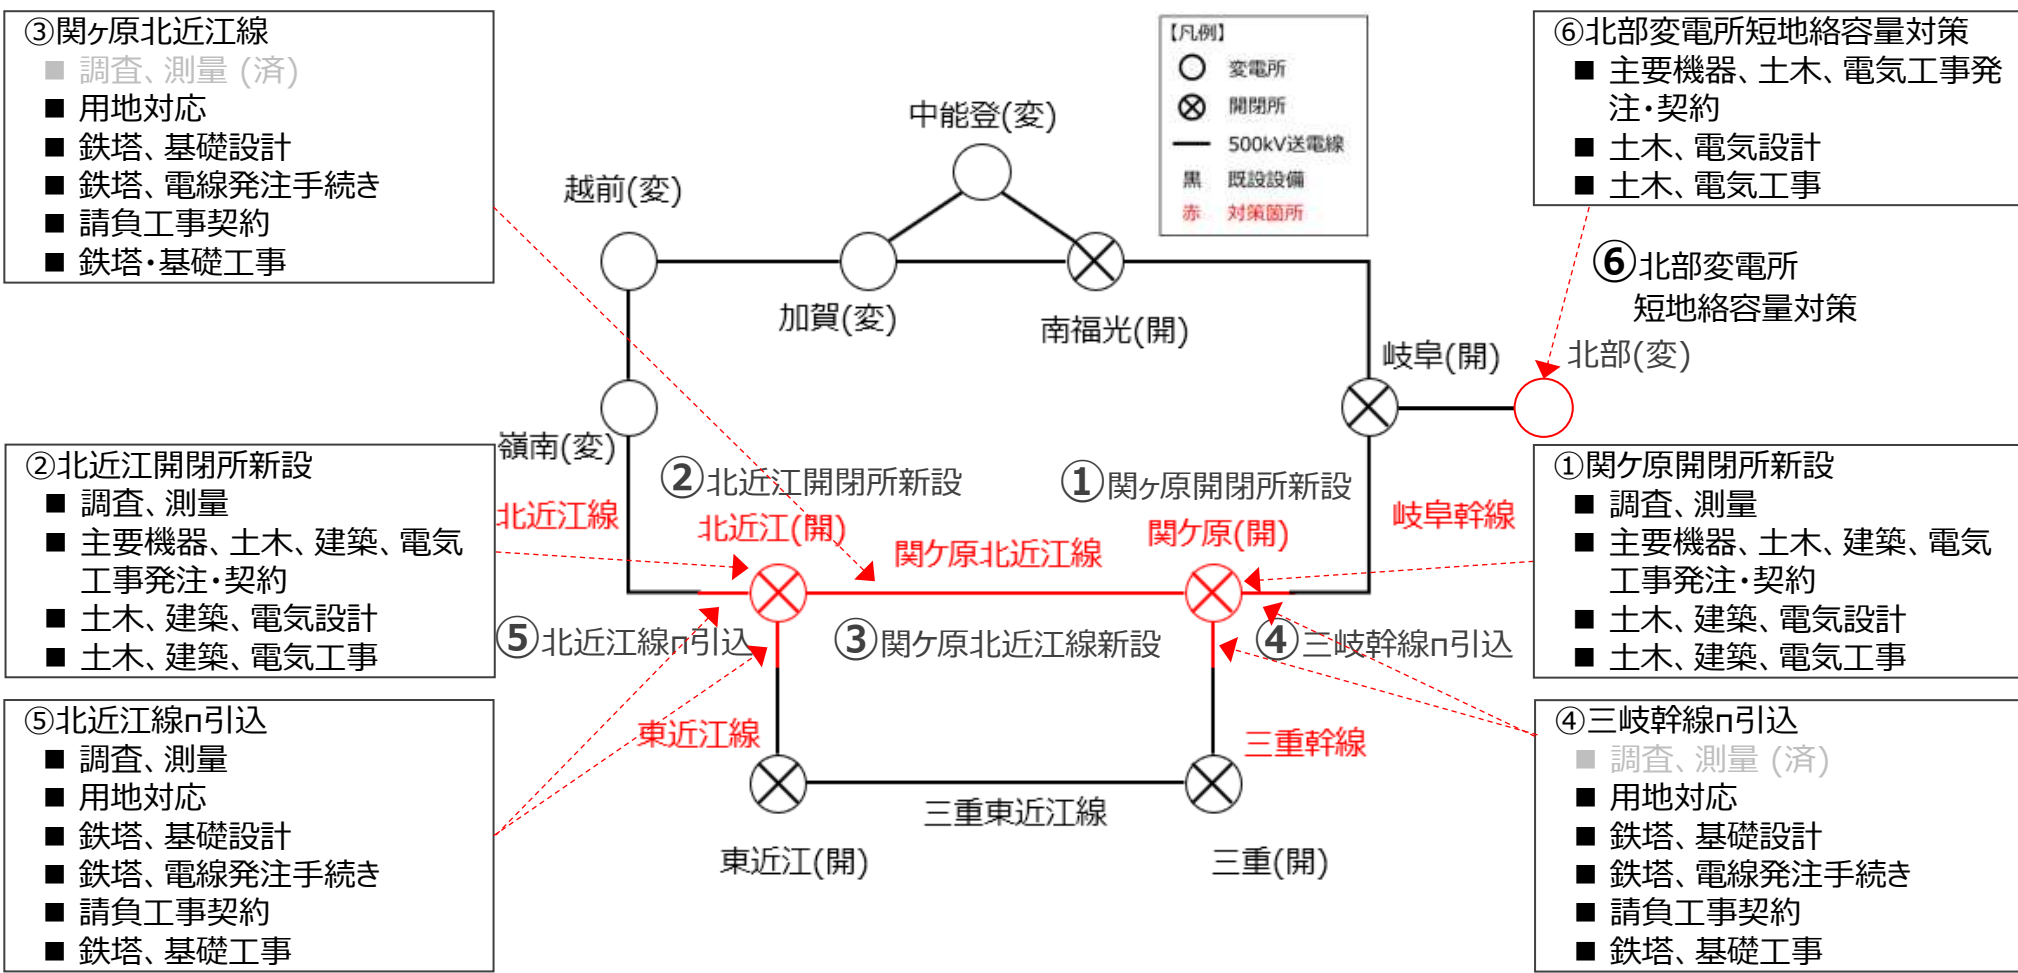 ③関ヶ原北近江線
■ 調査、測量 (済)
■ 用地対応
■ 鉄塔、基礎設計
■ 鉄塔、電線発注手続き
■ 請負工事契約
■ 鉄塔・基礎工事
【凡例】
変電所
開閉所
500kV送電線
黒 既設設備
赤 対策箇所
⑥北部変電所短地絡容量対策
■ 主要機器、土木、電気工事発
注・契約
■ 土木、電気設計
■ 土木、電気工事
中能登(変)
越前(変)
加賀(変)
南福光(開)
⑥北部変電所
短地絡容量対策
岐阜(開)
北部(変)
嶺南(変)
②北近江開閉所新設
①関ヶ原開閉所新設
北近江線
北近江(開)
関ケ原北近江線
関ケ原(開)
岐阜幹線
⑤北近江線π引込
③関ケ原北近江線新設
④三岐幹線π引込
東近江線
三重幹線
三重東近江線
東近江(開)
三重(開)
②北近江開閉所新設
■ 調査、測量
■ 主要機器、土木、建築、電気
工事発注・契約
■ 土木、建築、電気設計
■ 土木、建築、電気工事
①関ケ原開閉所新設
■ 調査、測量
■ 主要機器、土木、建築、電気
工事発注・契約
■ 土木、建築、電気設計
■ 土木、建築、電気工事
⑤北近江線π引込
■ 調査、測量
■ 用地対応
■ 鉄塔、基礎設計
■ 鉄塔、電線発注手続き
■ 請負工事契約
■ 鉄塔、基礎工事
④三岐幹線π引込
■ 調査、測量 (済)
■ 用地対応
■ 鉄塔、基礎設計
■ 鉄塔、電線発注手続き
■ 請負工事契約
■ 鉄塔、基礎工事